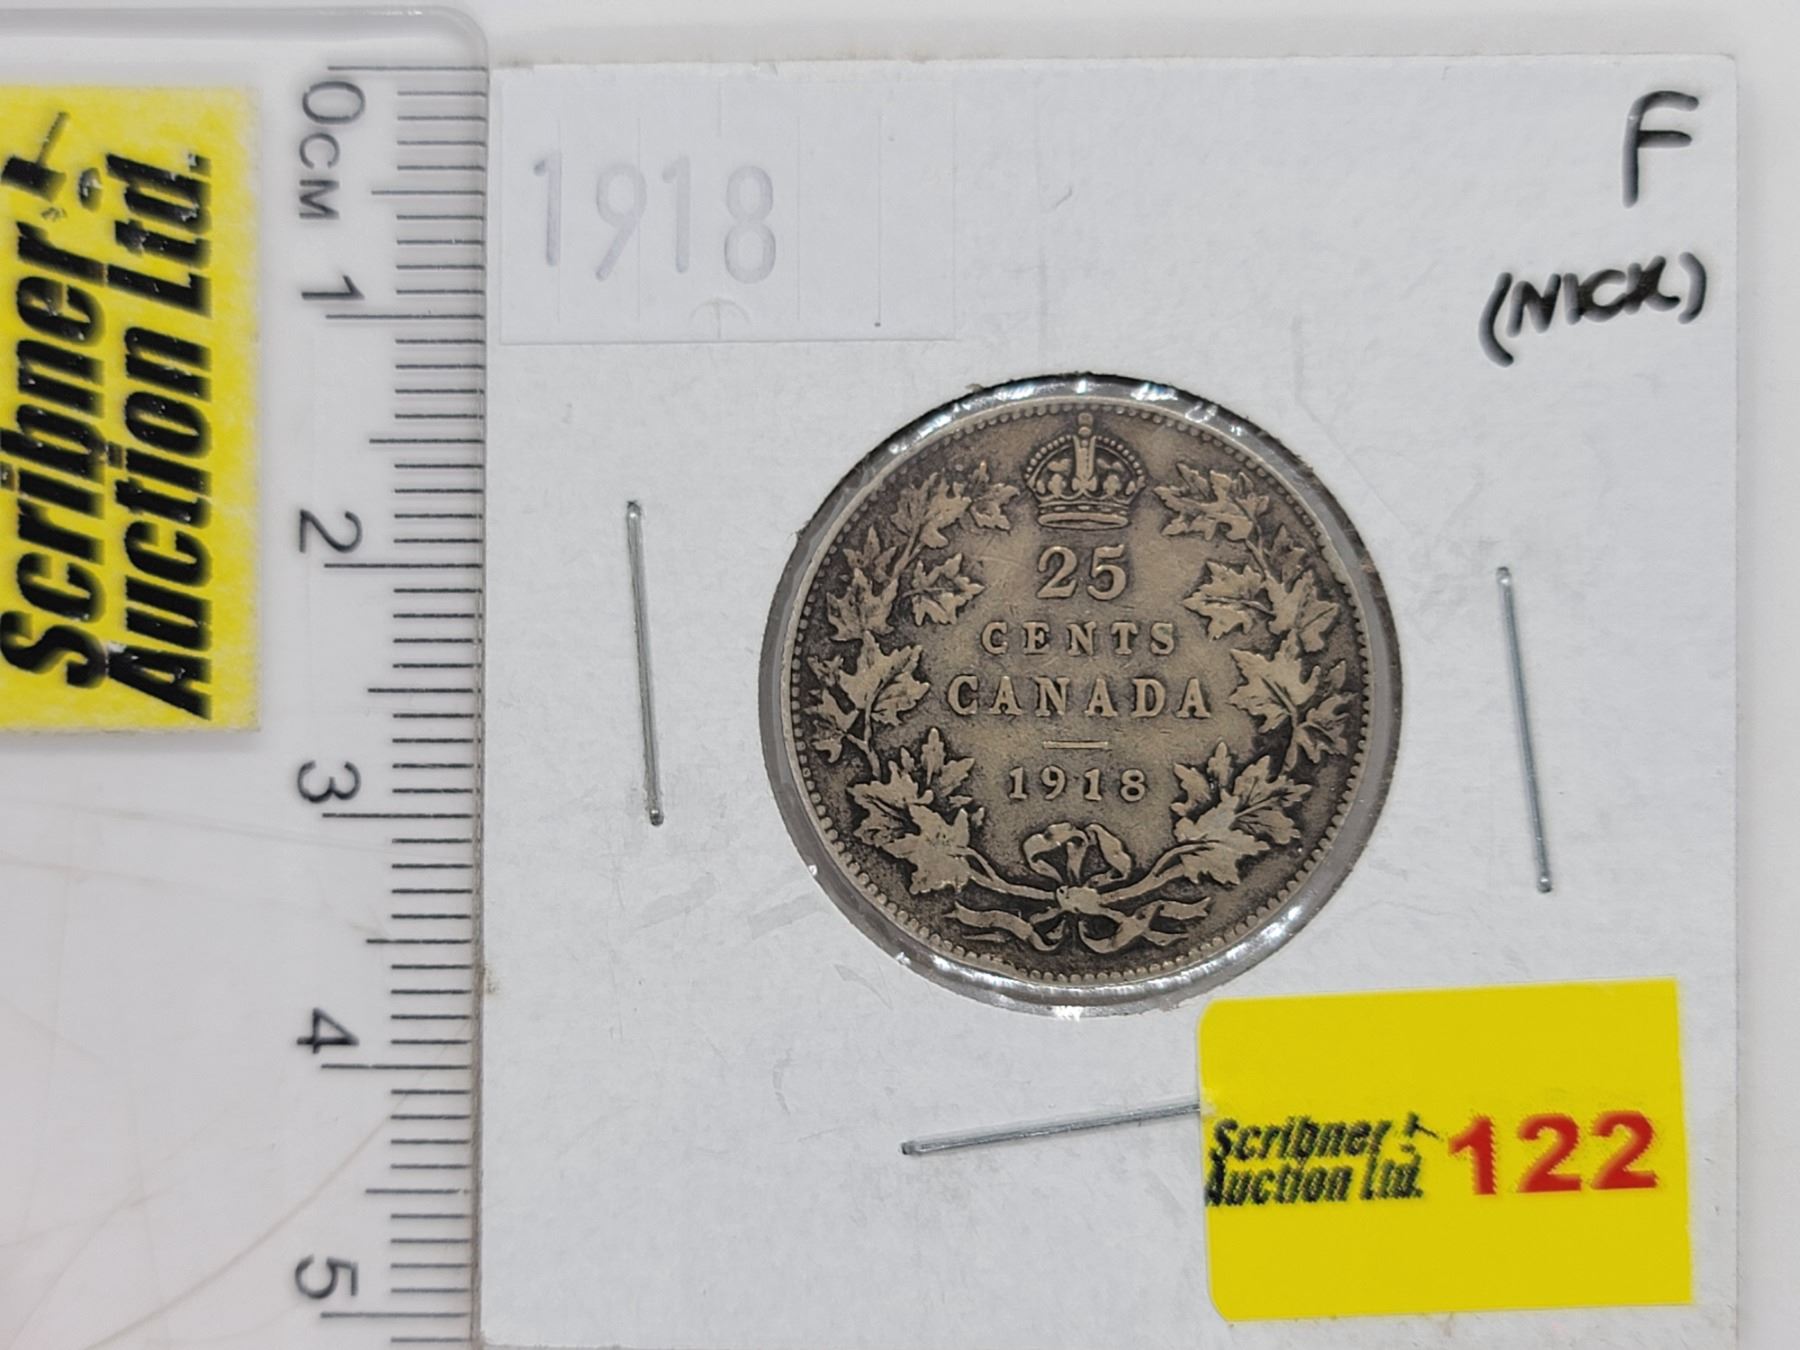 Scribner
Auction Ltd.
0CM
1
2
3
4
5
1918
F
(NICK)
25
CENTS
CANADA
1918
Scribner
Auction Ltd.
122